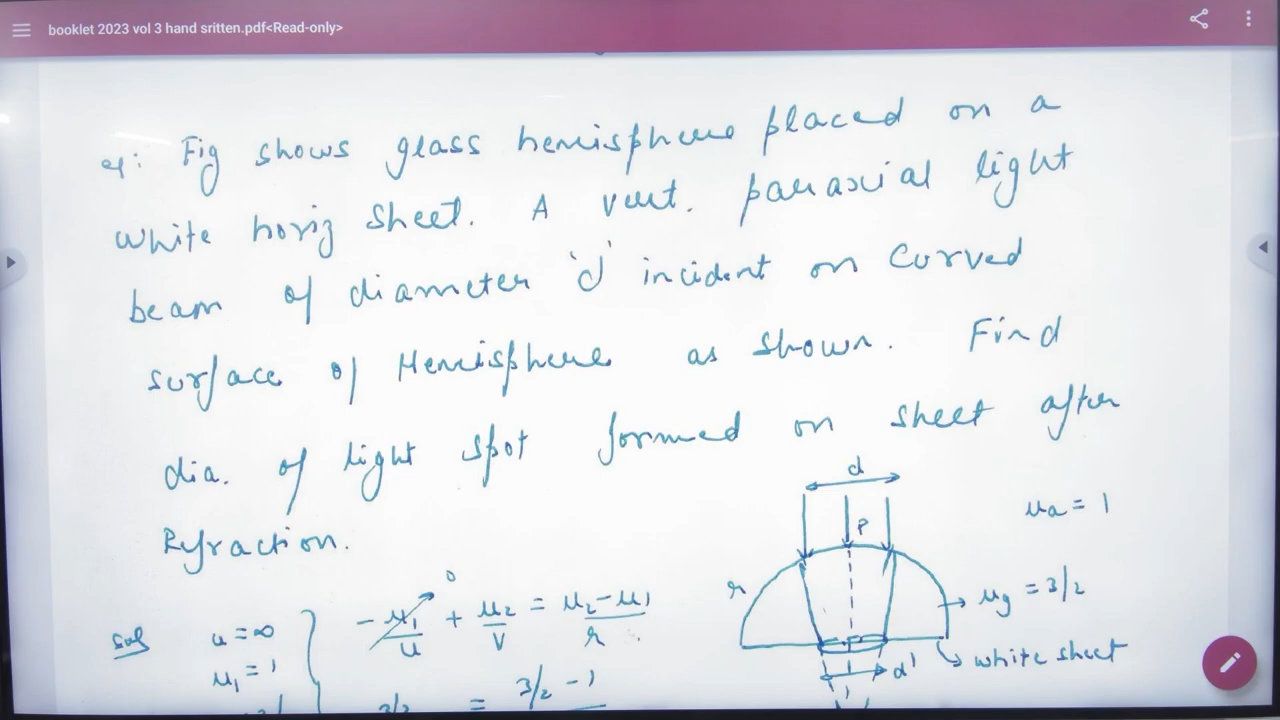 booklet 2023 vol 3 hand sritten.pdf<Read-only>
eg: Fig shows glass hemisphere placed on a
white horiz sheet. A vert. paraxial light
beam of diameter 'd' incident on curved
surface of Hemisphere as shown. Find
dia. of light spot formed on sheet after
Refraction.
d
P
μa = 1
r
μg = 3/2
white sheet
d'
Sol
u = ∞
μ1 = 1
-μ1/u + μ2/v = (μ2-μ1)/r
0
3/2 = 3/2 - 1